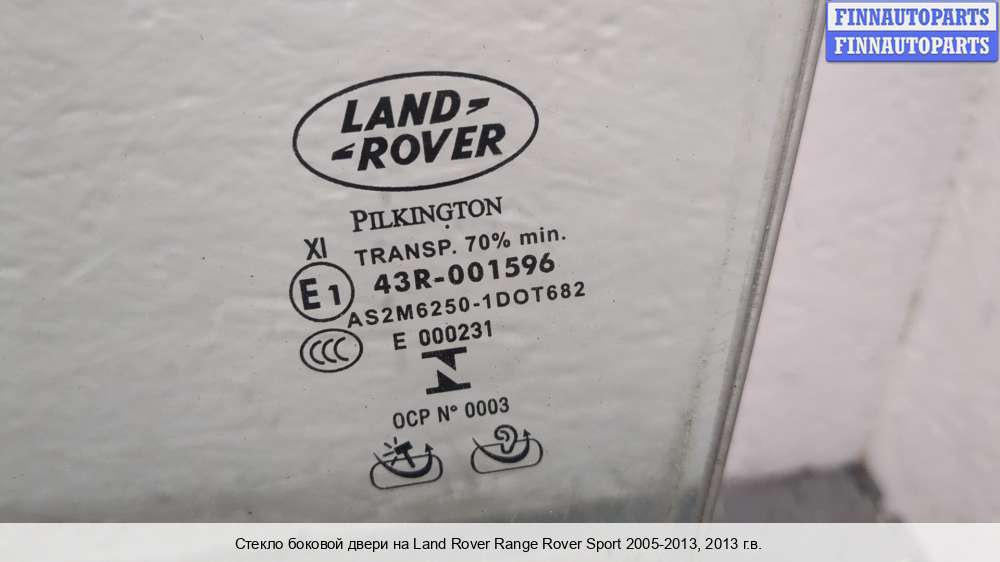 FINNAUTOPARTS
FINNAUTOPARTS
LAND
ROVER
PILKINGTON
XI
TRANSP. 70% min.
E1
43R-001596
AS2M6250-1DOT682
CCC
E 000231
OCP N° 0003
Стекло боковой двери на Land Rover Range Rover Sport 2005-2013, 2013 г.в.